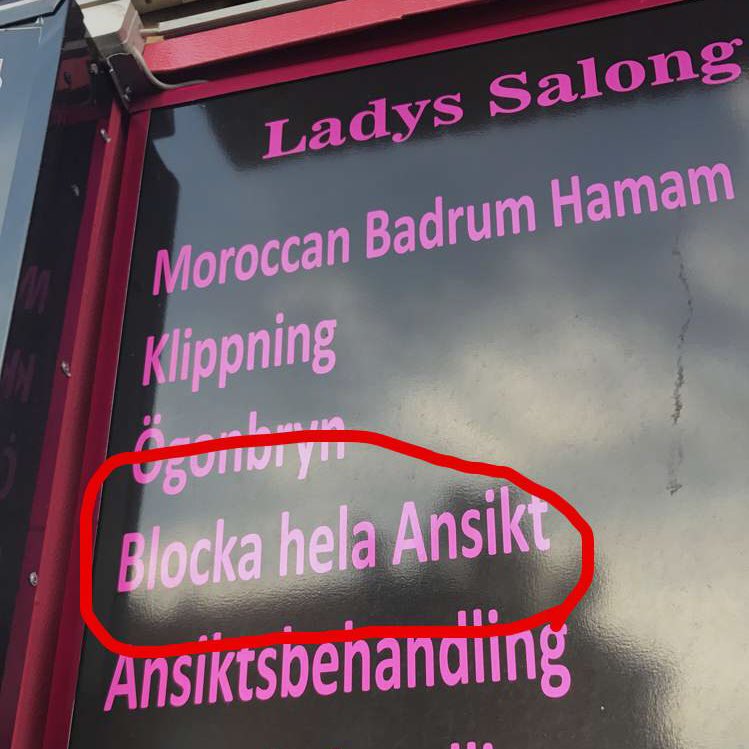 Ladys Salong
Moroccan Badrum Hamam
Klippning
Ögonbryn
Blocka hela Ansikt
Ansiktsbehandling